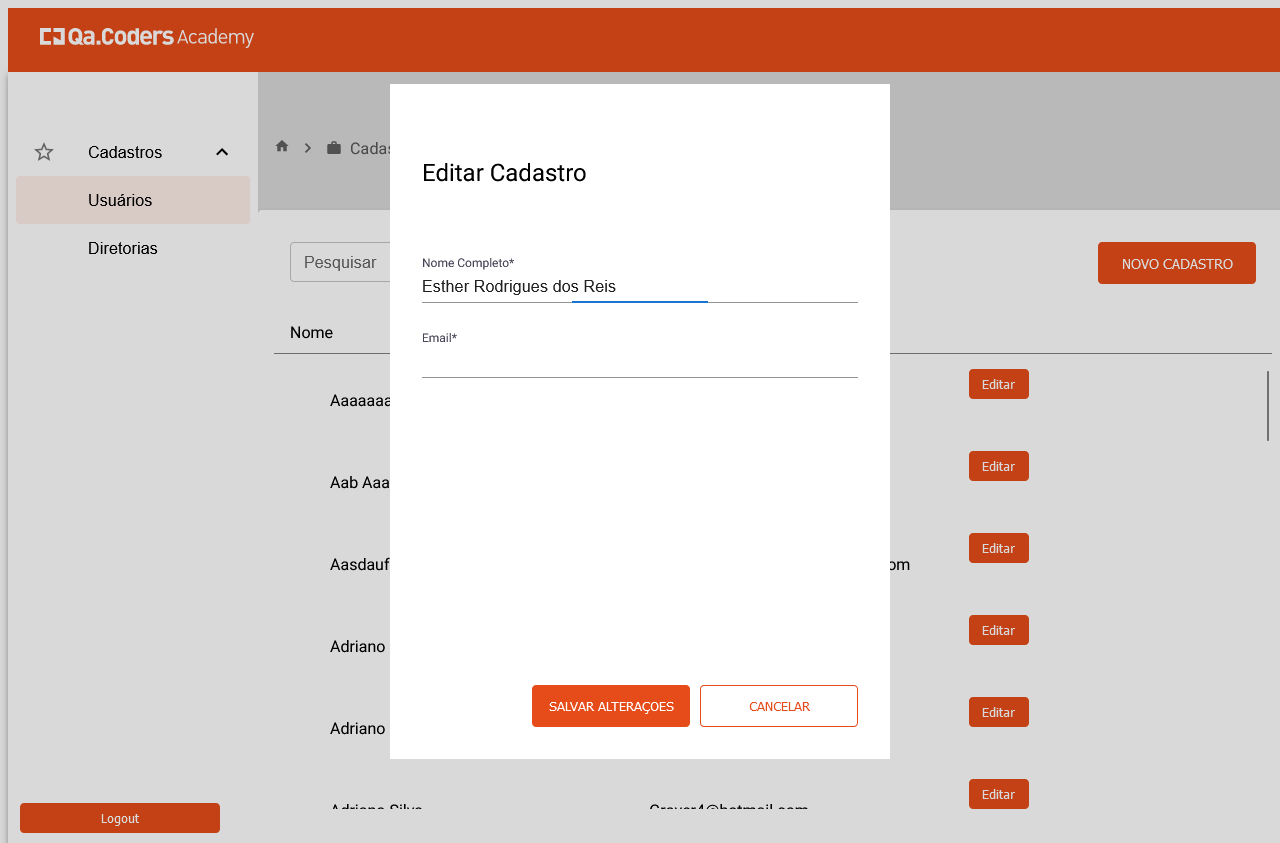 Qa.Coders Academy
Cadastros
Usuários
Diretorias
Logout
Cadas
Pesquisar
NOVO CADASTRO
Nome
Aaaaaaa
Editar
Aab Aaa
Editar
Aasdauf
om
Editar
Adriano
Editar
Adriano
Editar
Adriano Silva
Grover4@hotmail.com
Editar
Editar Cadastro
Nome Completo*
Esther Rodrigues dos Reis
Email*
SALVAR ALTERAÇOES
CANCELAR